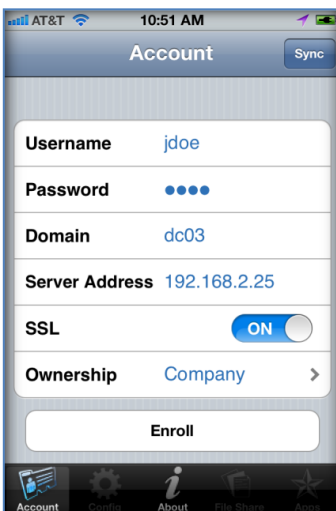 AT&T 10:51 AM
Account Sync
Username jdoe
Password ••••
Domain dc03
Server Address 192.168.2.25
SSL ON
Ownership Company >
Enroll
Account Config About File Share Apps